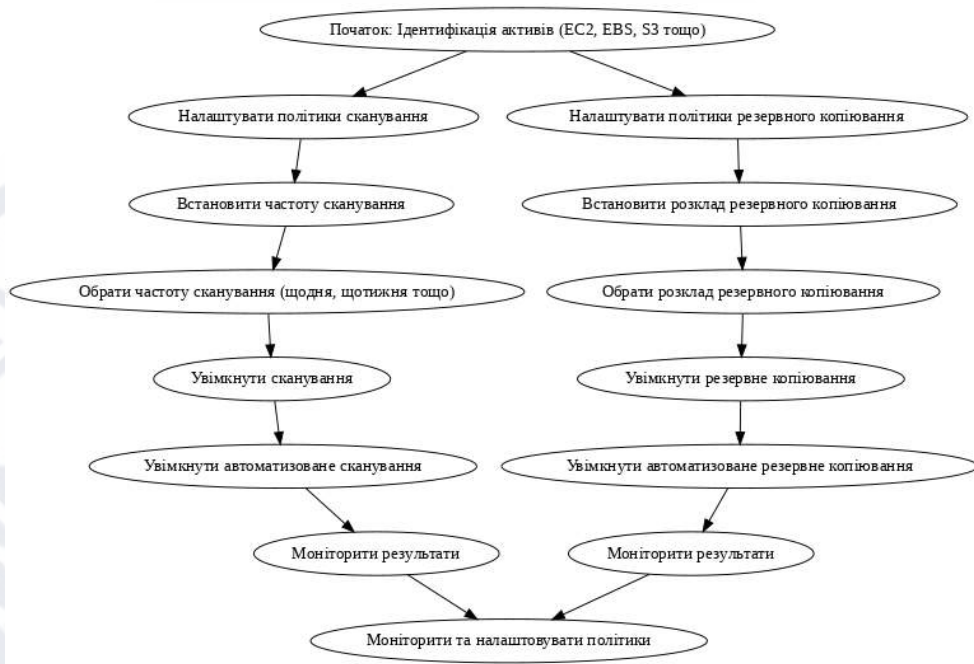 Початок: Ідентифікація активів (EC2, EBS, S3 тощо)
Налаштувати політики сканування
Налаштувати політики резервного копіювання
Встановити частоту сканування
Встановити розклад резервного копіювання
Обрати частоту сканування (щодня, щотижня тощо)
Обрати розклад резервного копіювання
Увімкнути сканування
Увімкнути резервне копіювання
Увімкнути автоматизоване сканування
Увімкнути автоматизоване резервне копіювання
Моніторити результати
Моніторити результати
Моніторити та налаштовувати політики